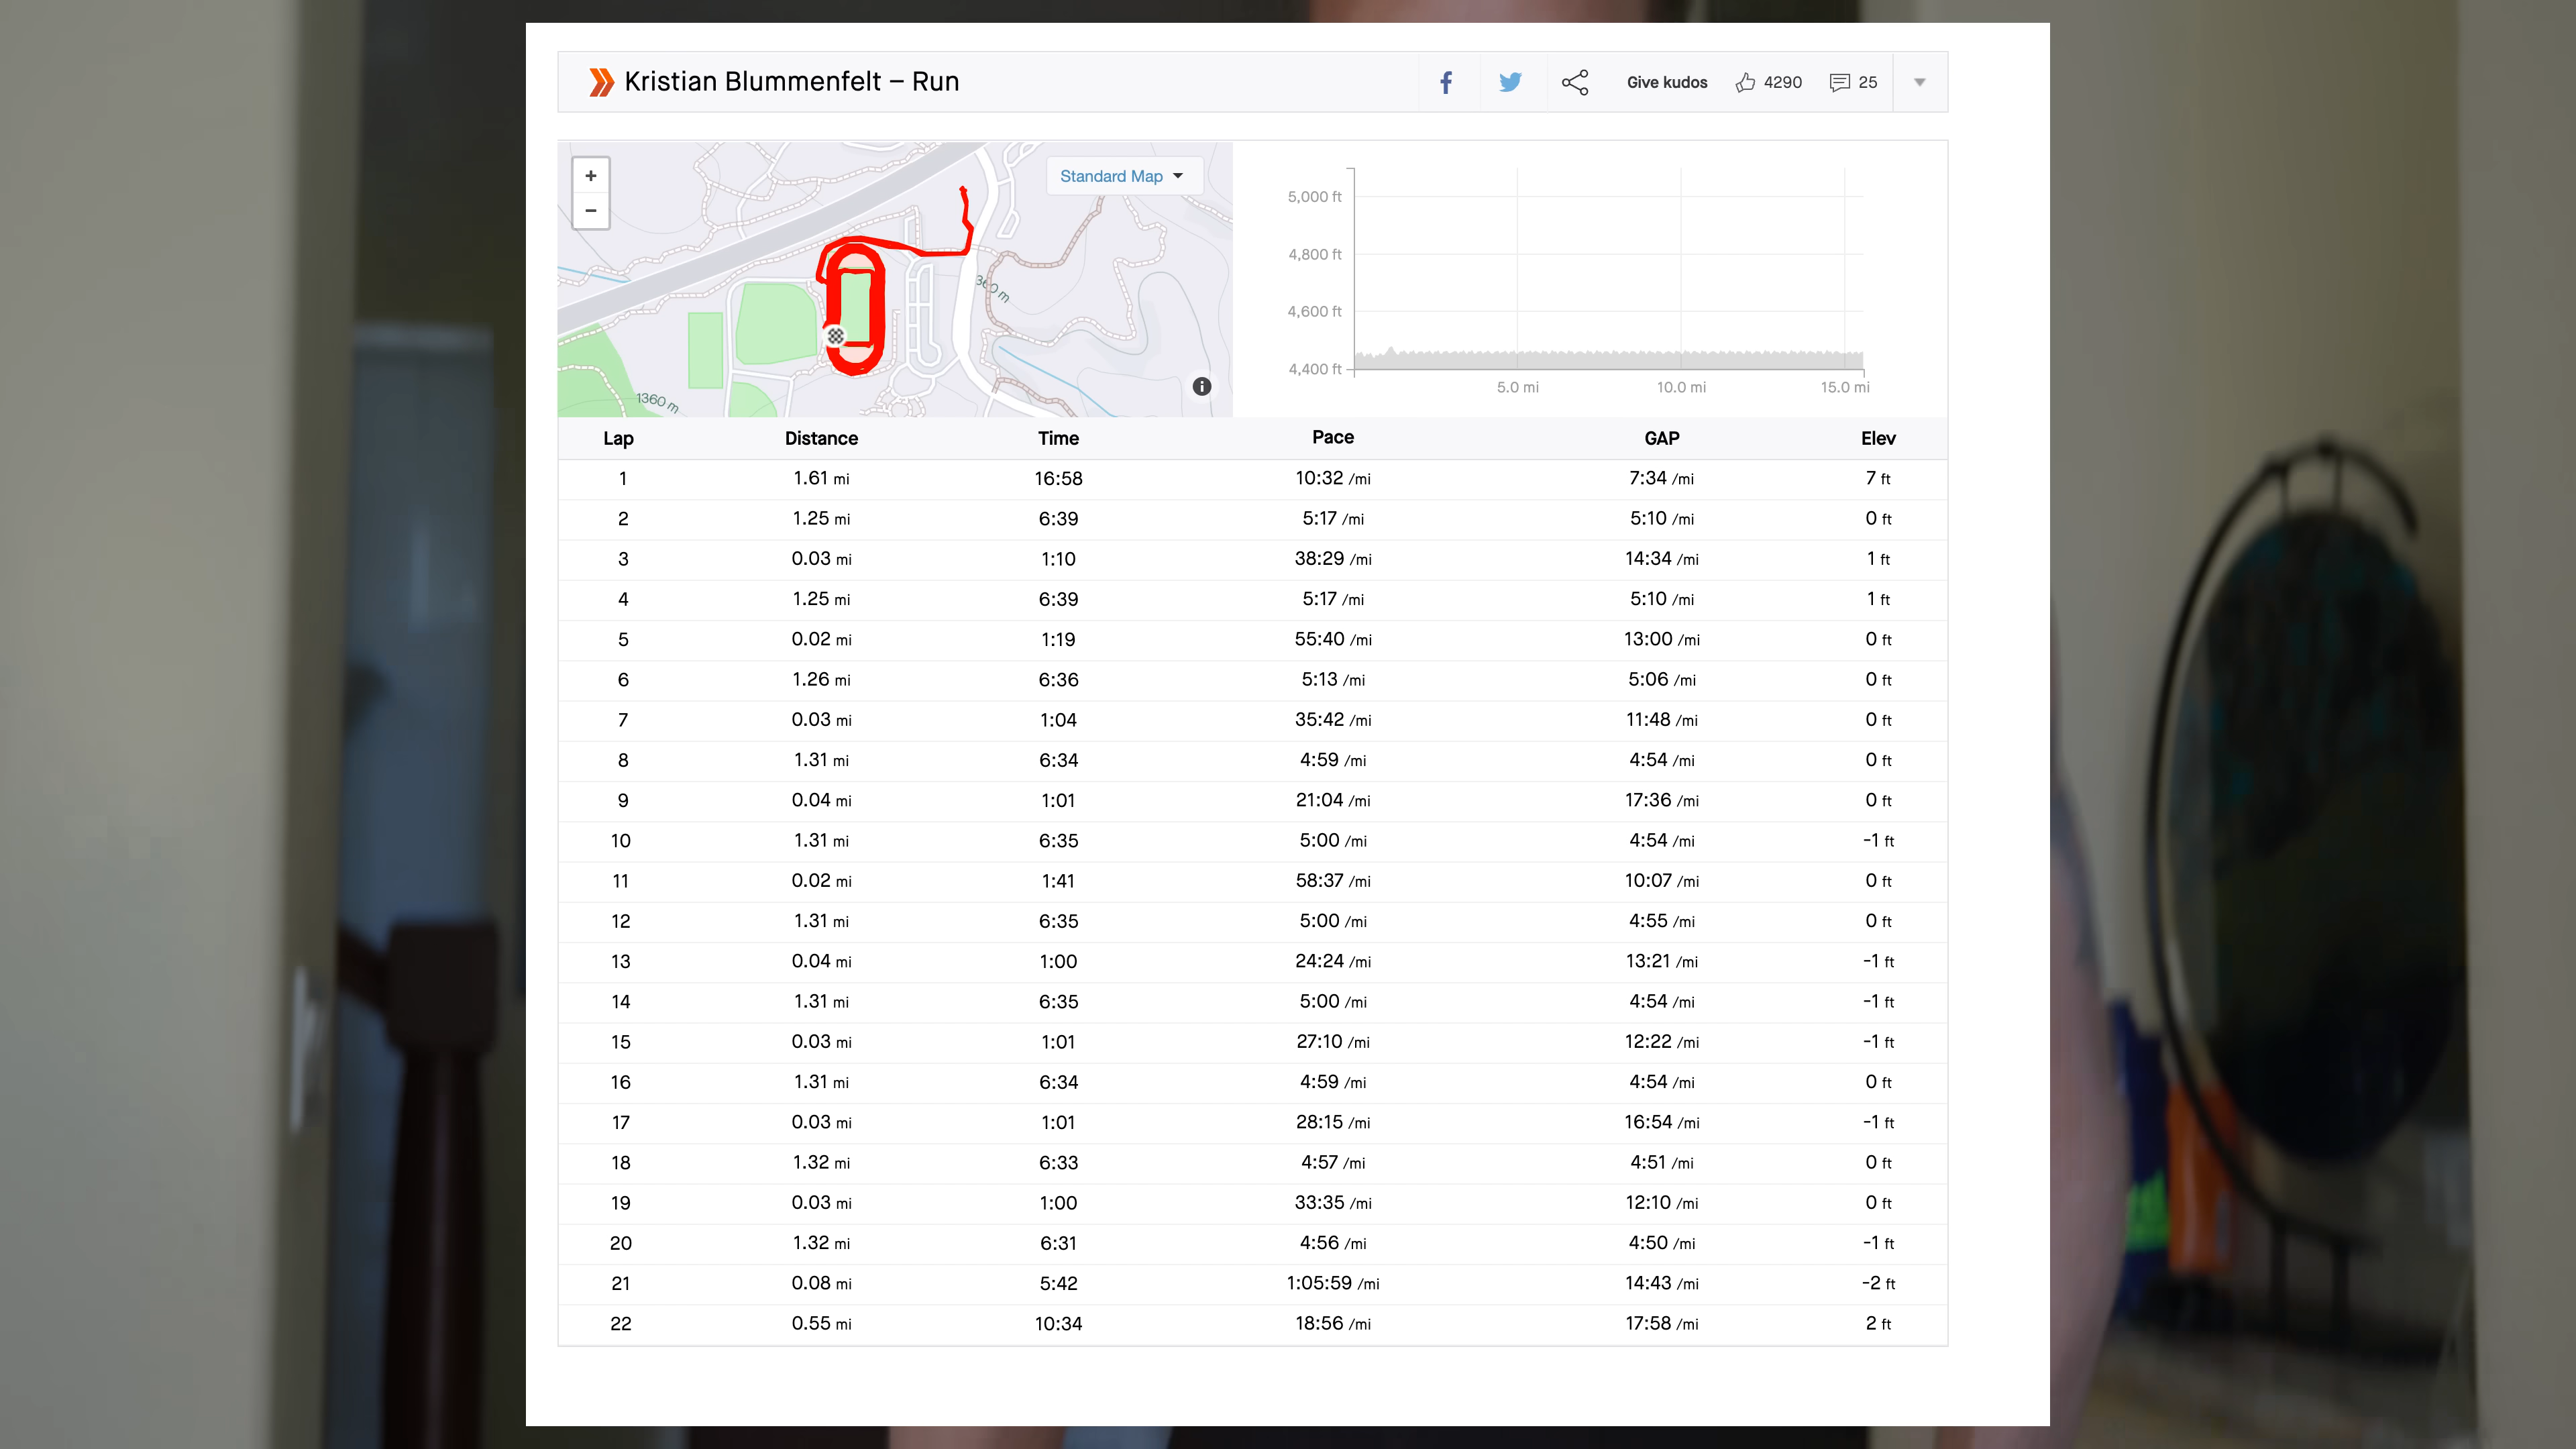 Kristian Blummenfelt – Run
Give kudos 4290 25
+
−
Standard Map
360 m
1360 m
5,000 ft
4,800 ft
4,600 ft
4,400 ft
5.0 mi 10.0 mi 15.0 mi
Lap Distance Time Pace GAP Elev
1 1.61 mi 16:58 10:32 /mi 7:34 /mi 7 ft
2 1.25 mi 6:39 5:17 /mi 5:10 /mi 0 ft
3 0.03 mi 1:10 38:29 /mi 14:34 /mi 1 ft
4 1.25 mi 6:39 5:17 /mi 5:10 /mi 1 ft
5 0.02 mi 1:19 55:40 /mi 13:00 /mi 0 ft
6 1.26 mi 6:36 5:13 /mi 5:06 /mi 0 ft
7 0.03 mi 1:04 35:42 /mi 11:48 /mi 0 ft
8 1.31 mi 6:34 4:59 /mi 4:54 /mi 0 ft
9 0.04 mi 1:01 21:04 /mi 17:36 /mi 0 ft
10 1.31 mi 6:35 5:00 /mi 4:54 /mi -1 ft
11 0.02 mi 1:41 58:37 /mi 10:07 /mi 0 ft
12 1.31 mi 6:35 5:00 /mi 4:55 /mi 0 ft
13 0.04 mi 1:00 24:24 /mi 13:21 /mi -1 ft
14 1.31 mi 6:35 5:00 /mi 4:54 /mi -1 ft
15 0.03 mi 1:01 27:10 /mi 12:22 /mi -1 ft
16 1.31 mi 6:34 4:59 /mi 4:54 /mi 0 ft
17 0.03 mi 1:01 28:15 /mi 16:54 /mi -1 ft
18 1.32 mi 6:33 4:57 /mi 4:51 /mi 0 ft
19 0.03 mi 1:00 33:35 /mi 12:10 /mi 0 ft
20 1.32 mi 6:31 4:56 /mi 4:50 /mi -1 ft
21 0.08 mi 5:42 1:05:59 /mi 14:43 /mi -2 ft
22 0.55 mi 10:34 18:56 /mi 17:58 /mi 2 ft